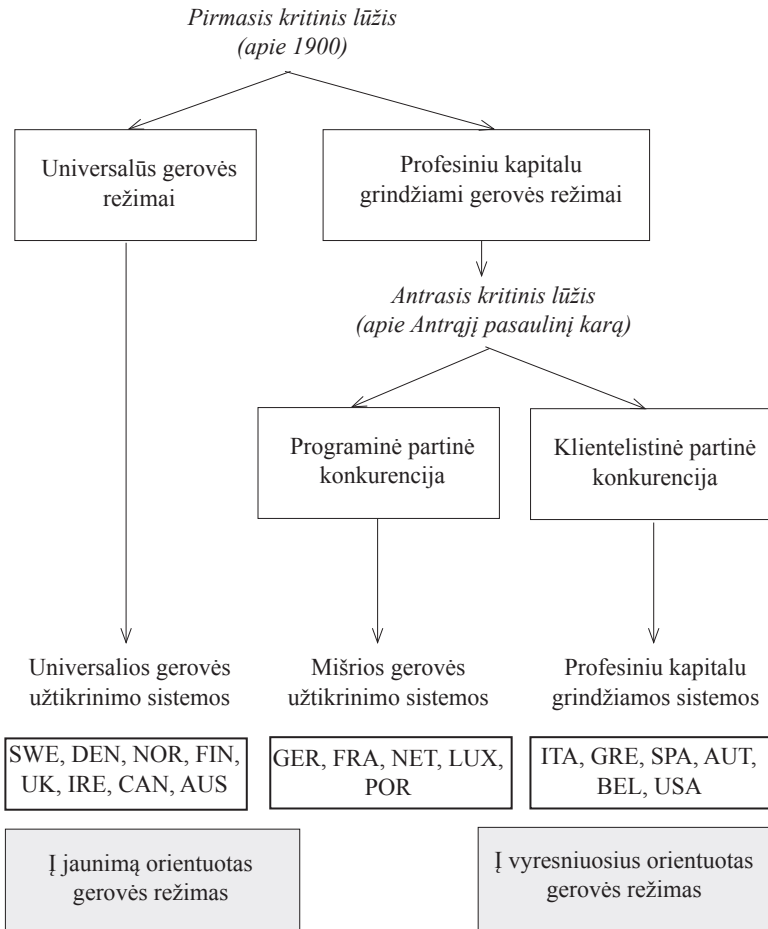 Pirmasis kritinis lūžis
(apie 1900)
Universalūs gerovės
režimai
Profesiniu kapitalu
grindžiami gerovės režimai
Antrasis kritinis lūžis
(apie Antrąjį pasaulinį karą)
Programinė partinė
konkurencija
Klientelistinė partinė
konkurencija
Universalios gerovės
užtikrinimo sistemos
Mišrios gerovės
užtikrinimo sistemos
Profesiniu kapitalu
grindžiamos sistemos
SWE, DEN, NOR, FIN,
UK, IRE, CAN, AUS
GER, FRA, NET, LUX,
POR
ITA, GRE, SPA, AUT,
BEL, USA
Į jaunimą orientuotas
gerovės režimas
Į vyresniuosius orientuotas
gerovės režimas